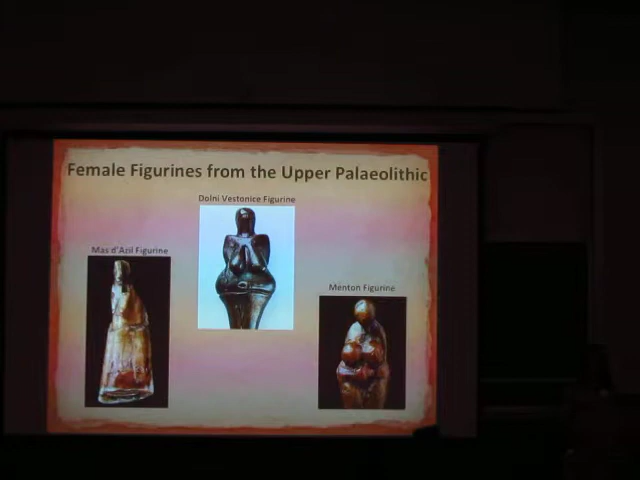 Female Figurines from the Upper Palaeolithic
Dolni Vestonice Figurine
Mas d'Azil Figurine
Menton Figurine